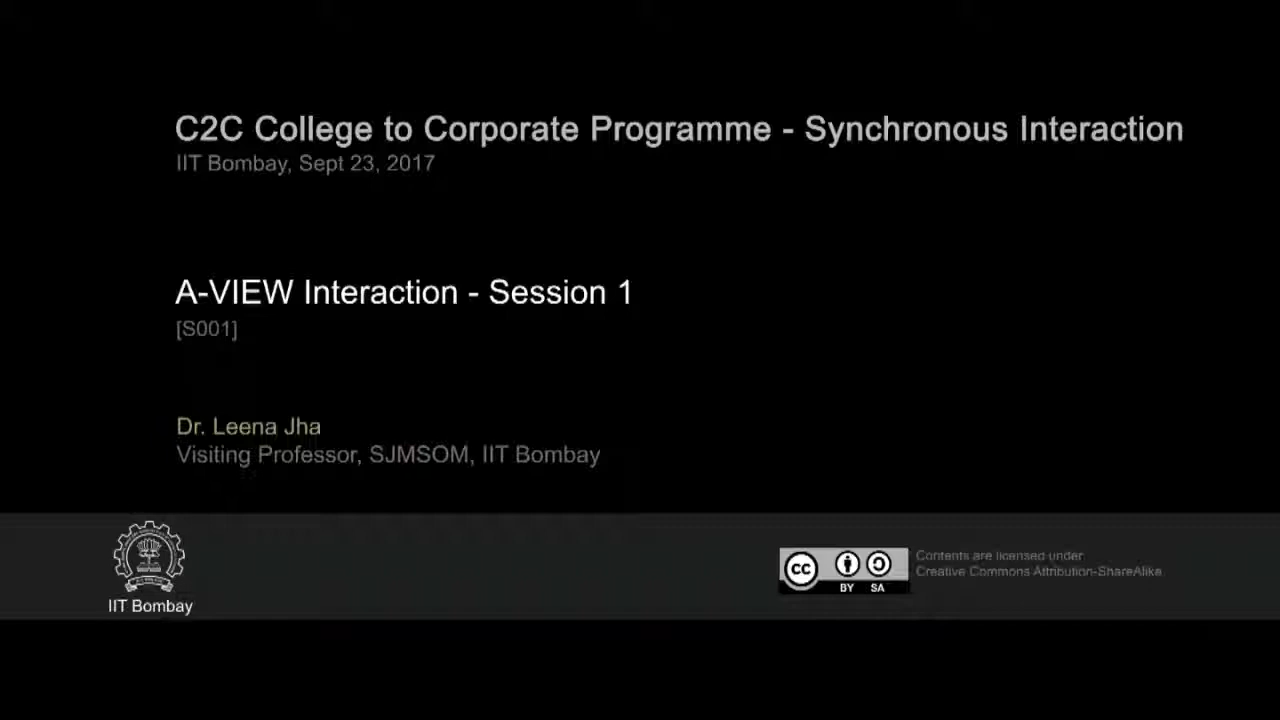 C2C College to Corporate Programme - Synchronous Interaction
IIT Bombay, Sept 23, 2017
A-VIEW Interaction - Session 1
[S001]
Dr. Leena Jha
Visiting Professor, SJMSOM, IIT Bombay
IIT Bombay
cc
BY SA
Contents are licensed under
Creative Commons Attribution-ShareAlike